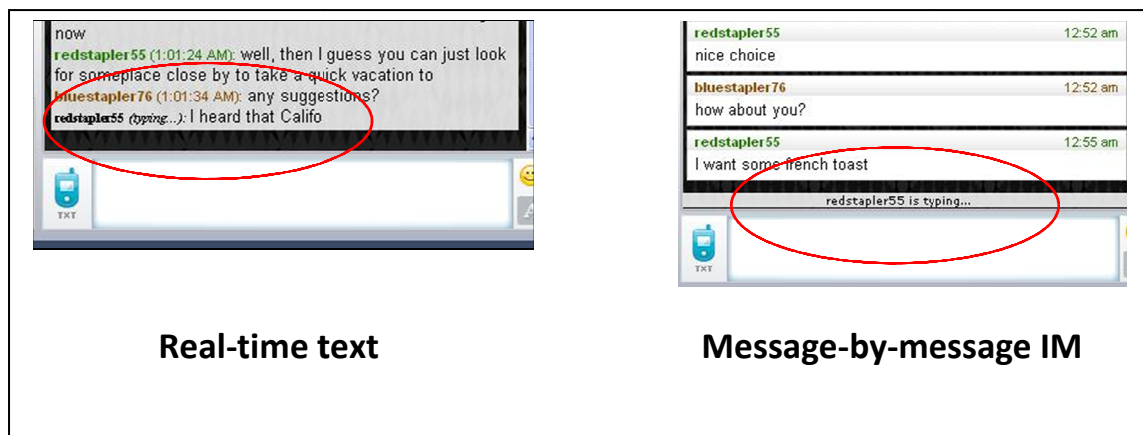 now
redstapler55 (1:01:24 AM): well, then I guess you can just look
for someplace close by to take a quick vacation to
bluestapler76 (1:01:34 AM): any suggestions?
redstapler55 (typing...): I heard that Califo
TXT
Real-time text
redstapler55 12:52 am
nice choice
bluestapler76 12:52 am
how about you?
redstapler55 12:55 am
I want some french toast
redstapler55 is typing...
TXT
Message-by-message IM